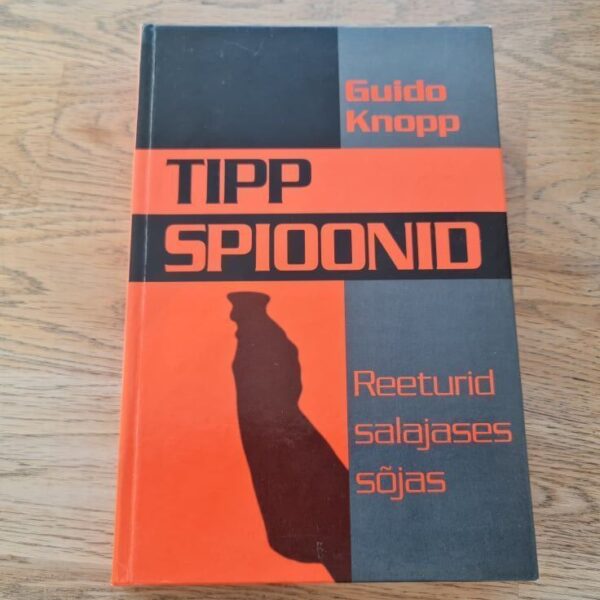 Guido
Knopp
TIPP
SPIOONID
Reeturid
salajases
sõjas